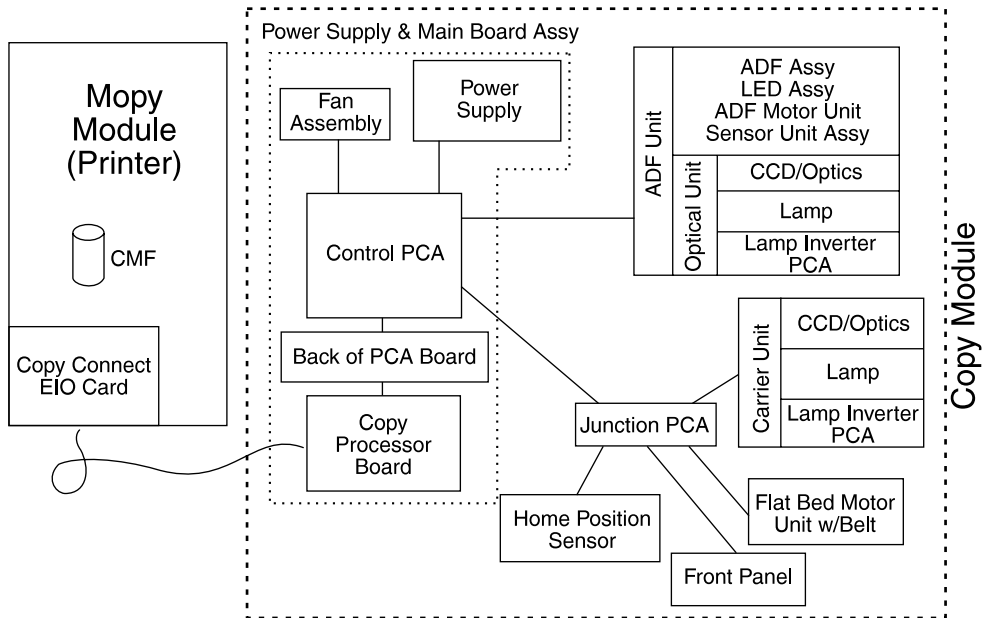 Power Supply & Main Board Assy
Mopy
Module
(Printer)
CMF
Copy Connect
EIO Card
Fan
Assembly
Power
Supply
Control PCA
Back of PCA Board
Copy
Processor
Board
ADF Unit
ADF Assy
LED Assy
ADF Motor Unit
Sensor Unit Assy
Optical Unit
CCD/Optics
Lamp
Lamp Inverter
PCA
Carrier Unit
CCD/Optics
Lamp
Lamp Inverter
PCA
Junction PCA
Home Position
Sensor
Flat Bed Motor
Unit w/Belt
Front Panel
Copy Module